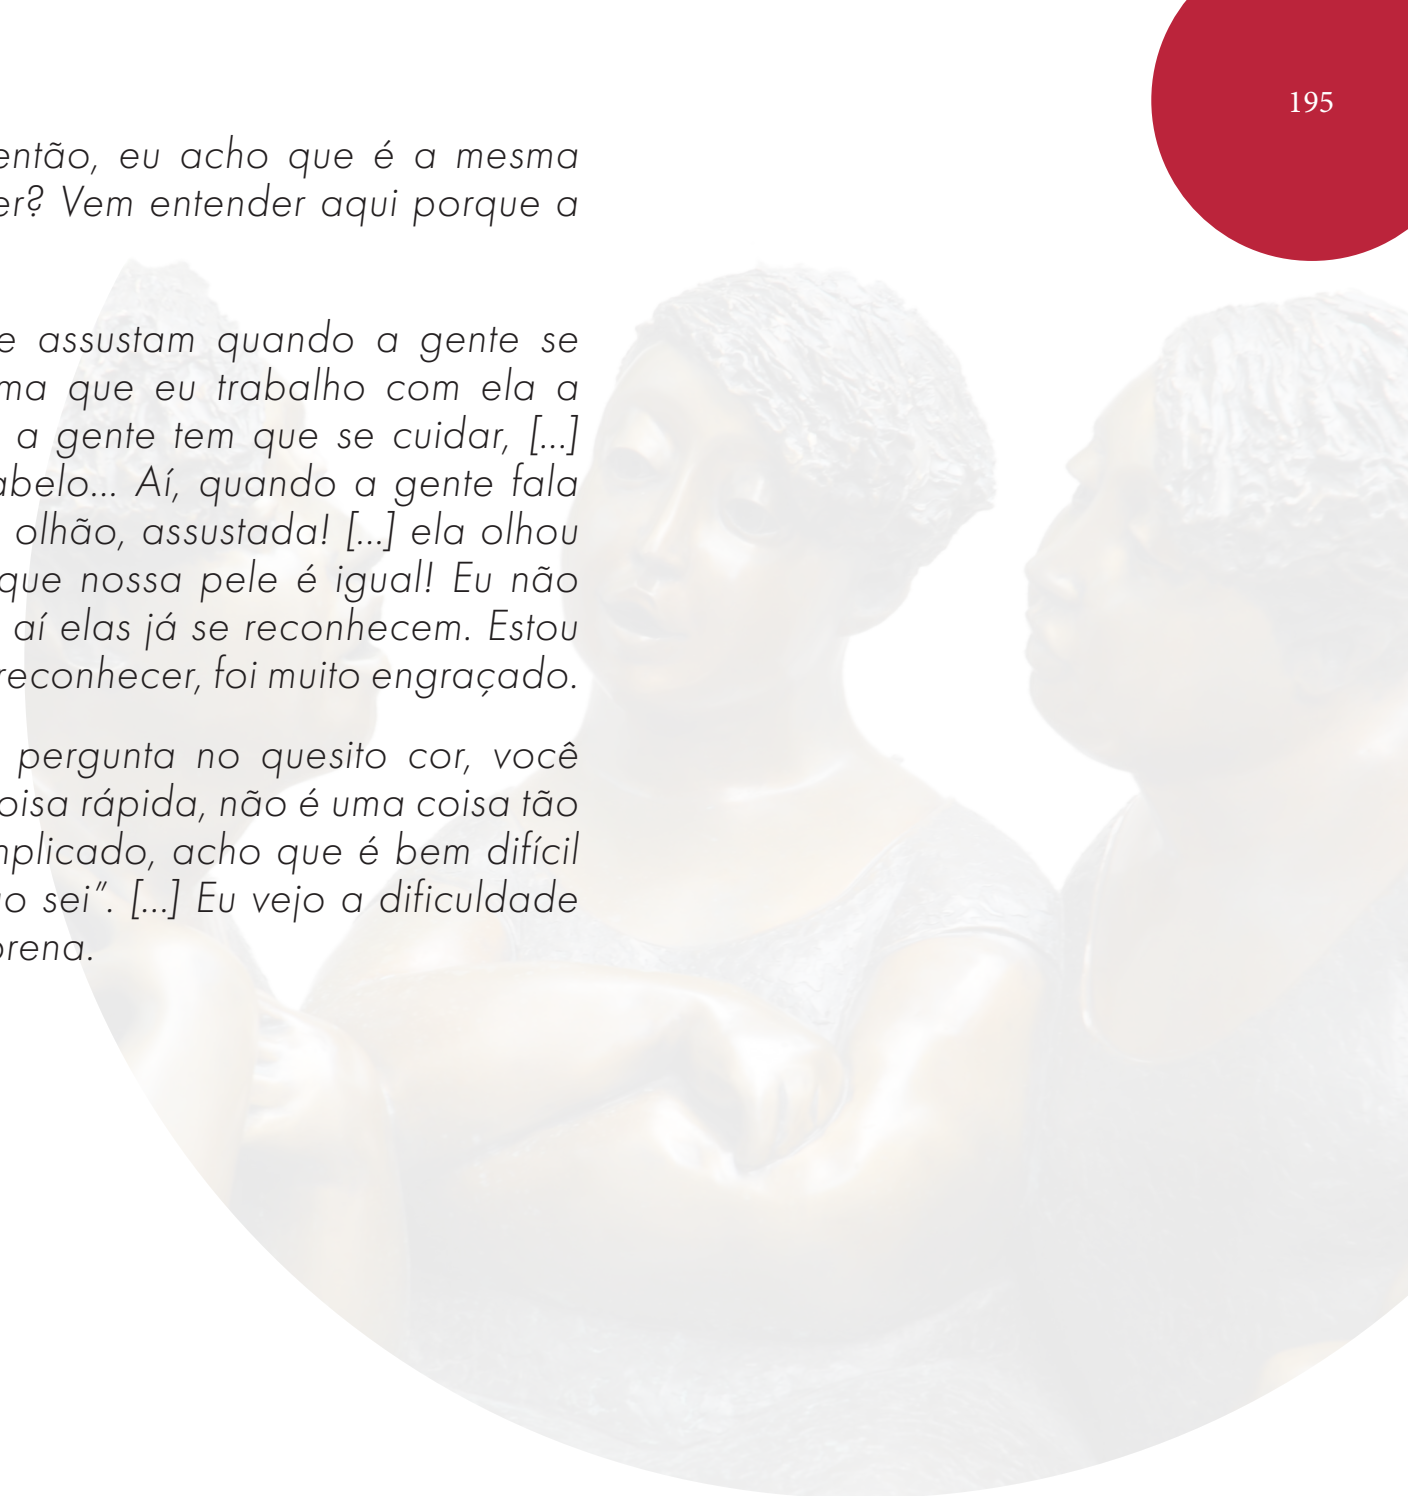 195
então, eu acho que é a mesma
er? Vem entender aqui porque a
e assustam quando a gente se
ma que eu trabalho com ela a
a gente tem que se cuidar, [...]
abelo... Aí, quando a gente fala
olhão, assustada! [...] ela olhou
que nossa pele é igual! Eu não
aí elas já se reconhecem. Estou
reconhecer, foi muito engraçado.
pergunta no quesito cor, você
oisa rápida, não é uma coisa tão
mplicado, acho que é bem difícil
o sei”. [...] Eu vejo a dificuldade
orena.